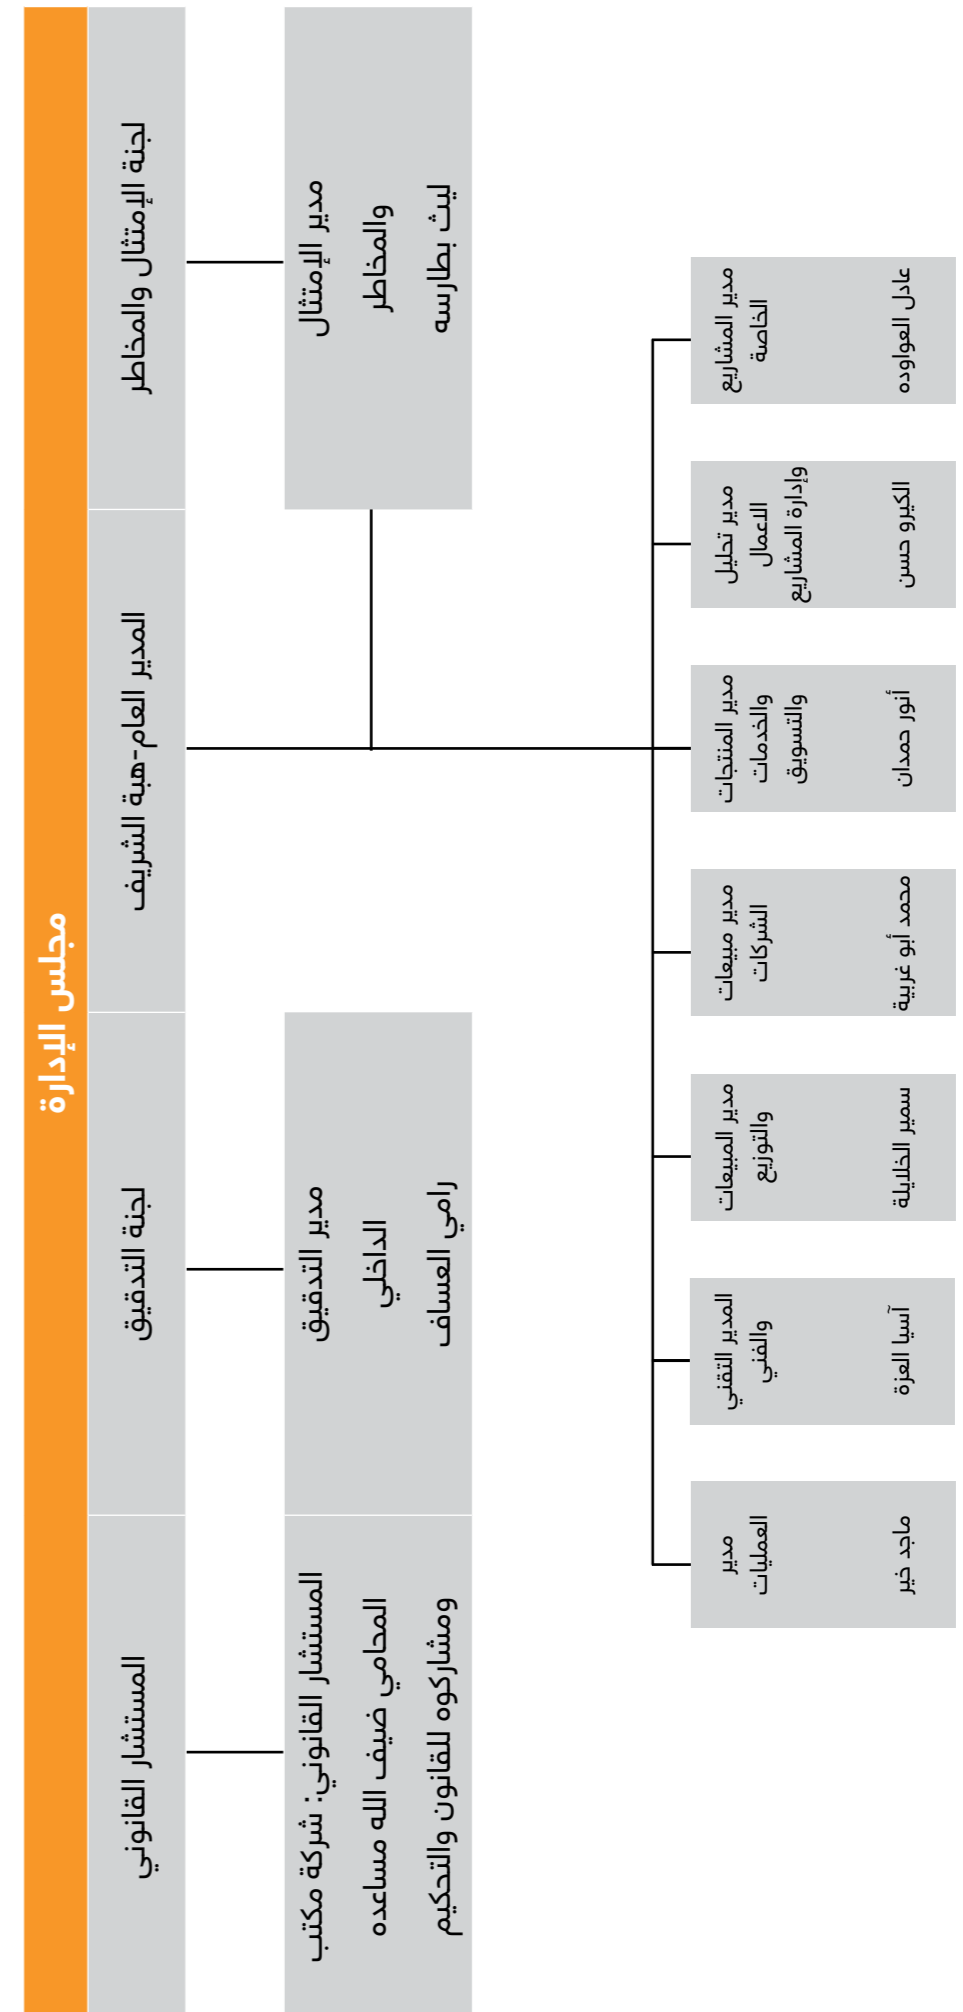 مجلس الإدارة
لجنة الإمتثال والمخاطر
المدير العام-هبة الشريف
لجنة التدقيق
المستشار القانوني
مدير الإمتثال
والمخاطر
ليث بطارسه
مدير التدقيق
الداخلي
رامي العساف
المستشار القانوني: شركة مكتب
المحامي ضيف الله مساعده
ومشاركوه للقانون والتحكيم
مدير المشاريع
الخاصة
عادل العواوده
مدير تحليل
الاعمال
وإدارة المشاريع
الكيرو حسن
مدير المنتجات
والخدمات
والتسويق
أنور حمدان
مدير مبيعات
الشركات
محمد أبو غربية
مدير المبيعات
والتوزيع
سمير الخلايلة
المدير التقني
والفني
آسيا العزة
مدير
العمليات
ماجد خير